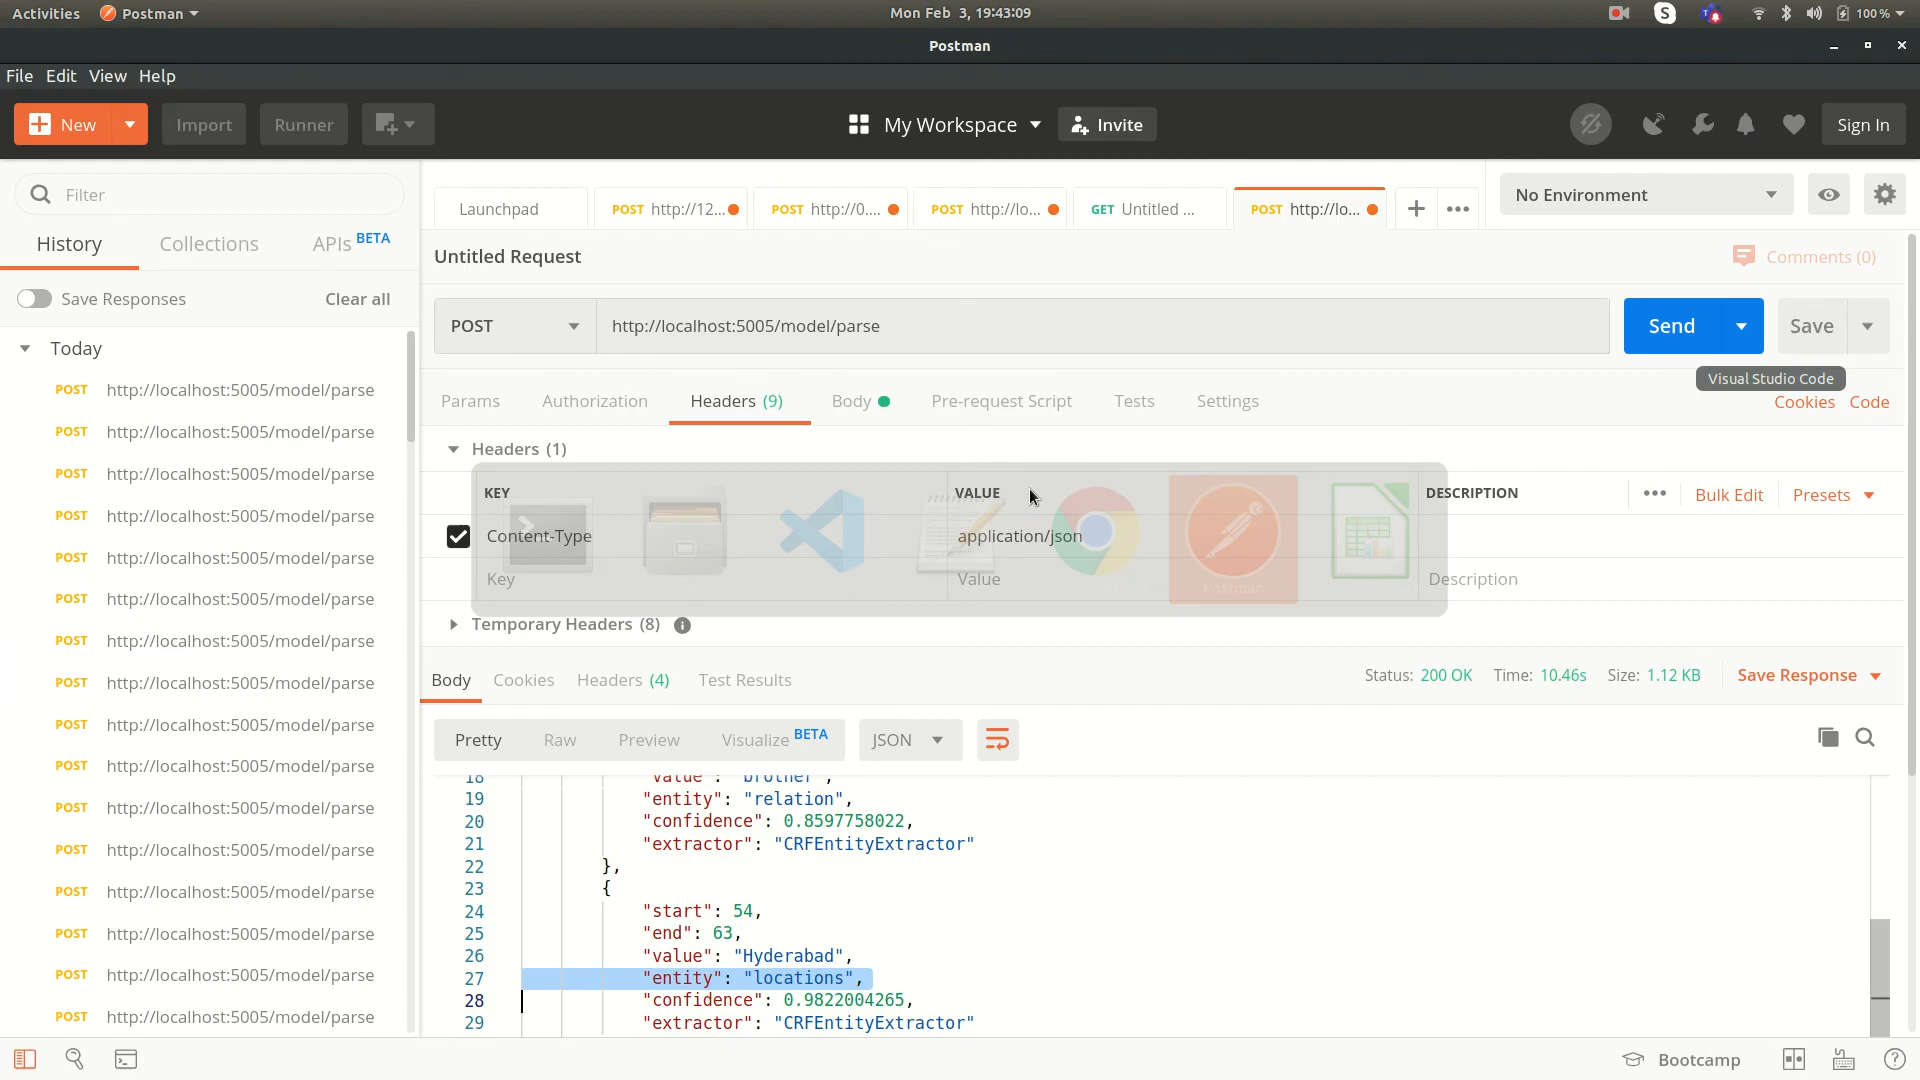 Activities Postman Mon Feb 3, 19:43:09 100 %
Postman
File Edit View Help
New Import Runner My Workspace Invite Sign In
Filter
Launchpad POST http://12... POST http://0.... POST http://lo... GET Untitled ... POST http://lo... No Environment
History Collections APIs BETA
Untitled Request Comments (0)
Save Responses Clear all
POST http://localhost:5005/model/parse Send Save
Today
Visual Studio Code
POST http://localhost:5005/model/parse
Params Authorization Headers (9) Body Pre-request Script Tests Settings Cookies Code
POST http://localhost:5005/model/parse
Headers (1)
POST http://localhost:5005/model/parse
KEY VALUE DESCRIPTION Bulk Edit Presets
POST http://localhost:5005/model/parse
Content-Type application/json
POST http://localhost:5005/model/parse
Key Value Description
Postman
POST http://localhost:5005/model/parse
Temporary Headers (8)
POST http://localhost:5005/model/parse
POST http://localhost:5005/model/parse
Body Cookies Headers (4) Test Results Status: 200 OK Time: 10.46s Size: 1.12 KB Save Response
POST http://localhost:5005/model/parse
Pretty Raw Preview Visualize BETA JSON
POST http://localhost:5005/model/parse
18 "value": "brother",
19 "entity": "relation",
POST http://localhost:5005/model/parse
20 "confidence": 0.8597758022,
21 "extractor": "CRFEntityExtractor"
POST http://localhost:5005/model/parse
22 },
23 {
POST http://localhost:5005/model/parse
24 "start": 54,
25 "end": 63,
POST http://localhost:5005/model/parse
26 "value": "Hyderabad",
27 "entity": "locations",
POST http://localhost:5005/model/parse
28 "confidence": 0.9822004265,
29 "extractor": "CRFEntityExtractor"
POST http://localhost:5005/model/parse
Bootcamp